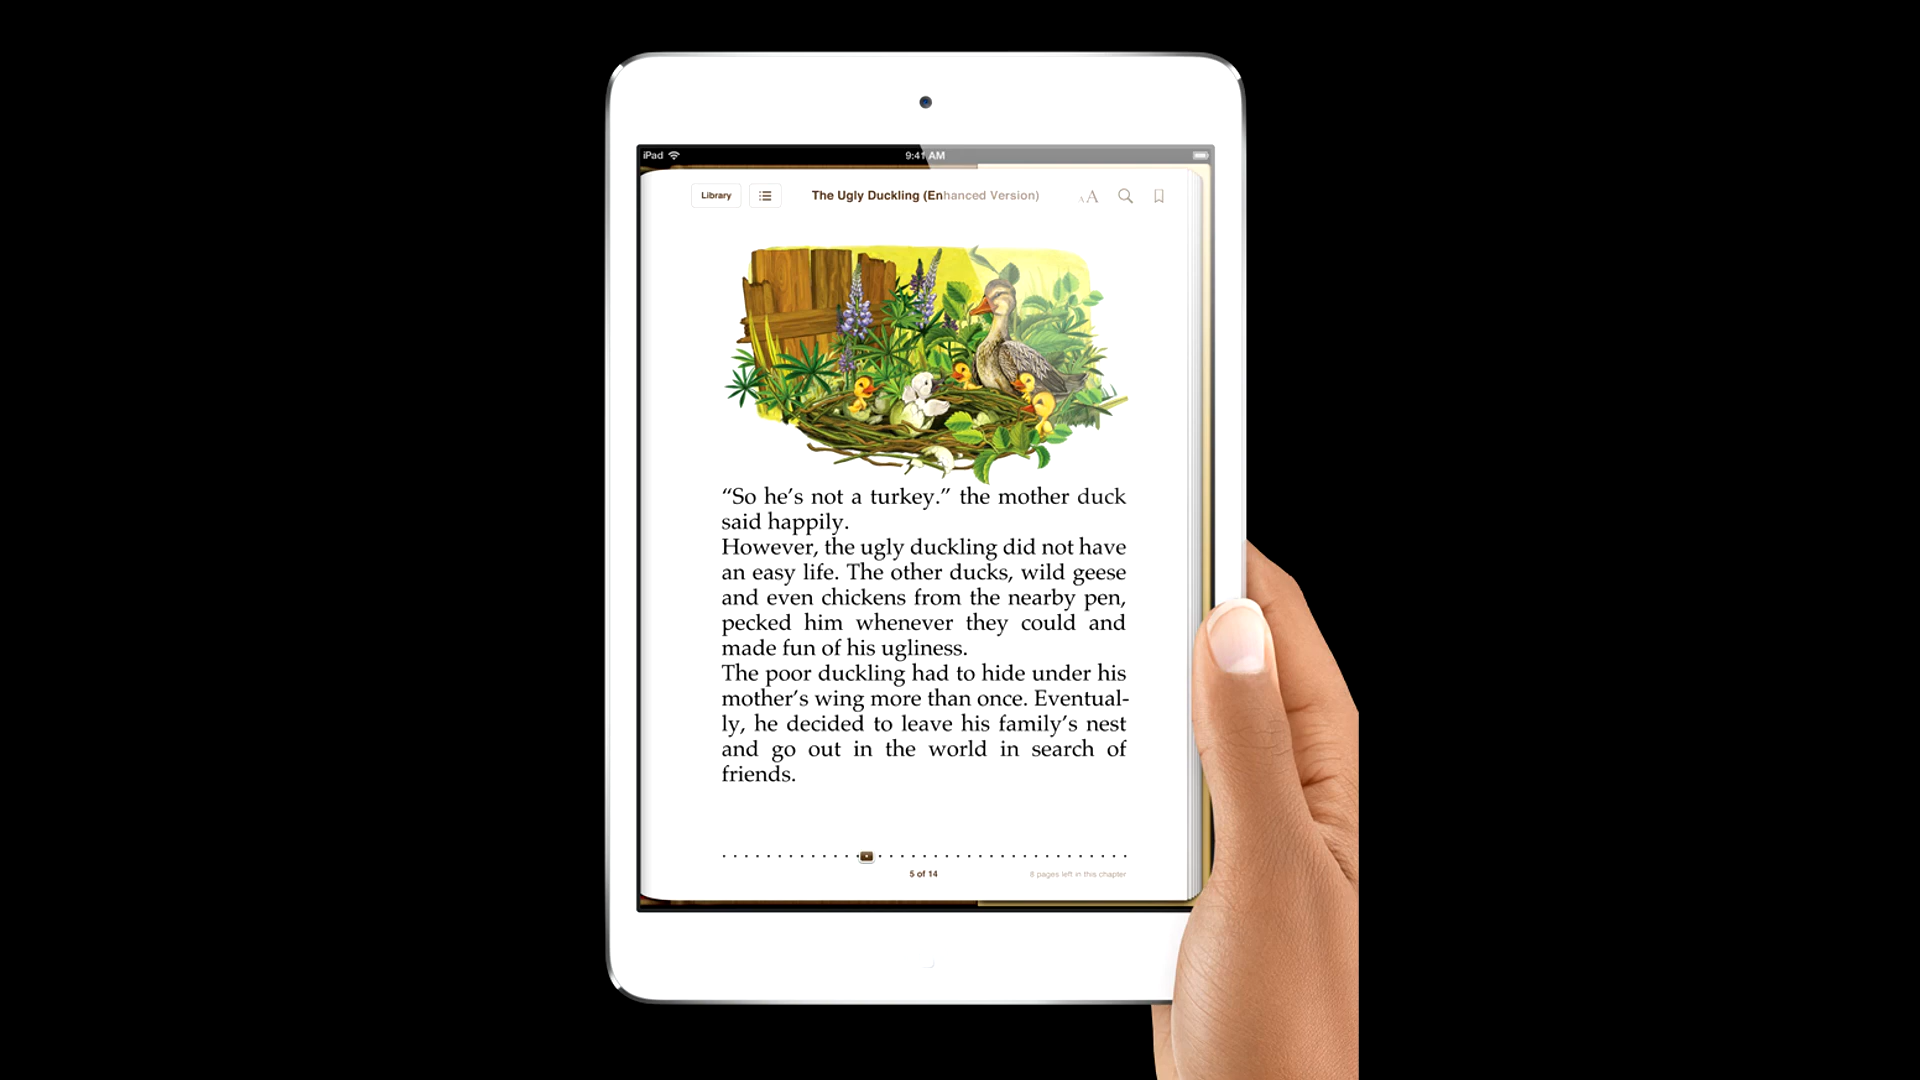 iPad
9:41 AM
Library
The Ugly Duckling (Enhanced Version)
AA
“So he’s not a turkey.” the mother duck
said happily.
However, the ugly duckling did not have
an easy life. The other ducks, wild geese
and even chickens from the nearby pen,
pecked him whenever they could and
made fun of his ugliness.
The poor duckling had to hide under his
mother’s wing more than once. Eventual-
ly, he decided to leave his family’s nest
and go out in the world in search of
friends.
5 of 14
8 pages left in this chapter